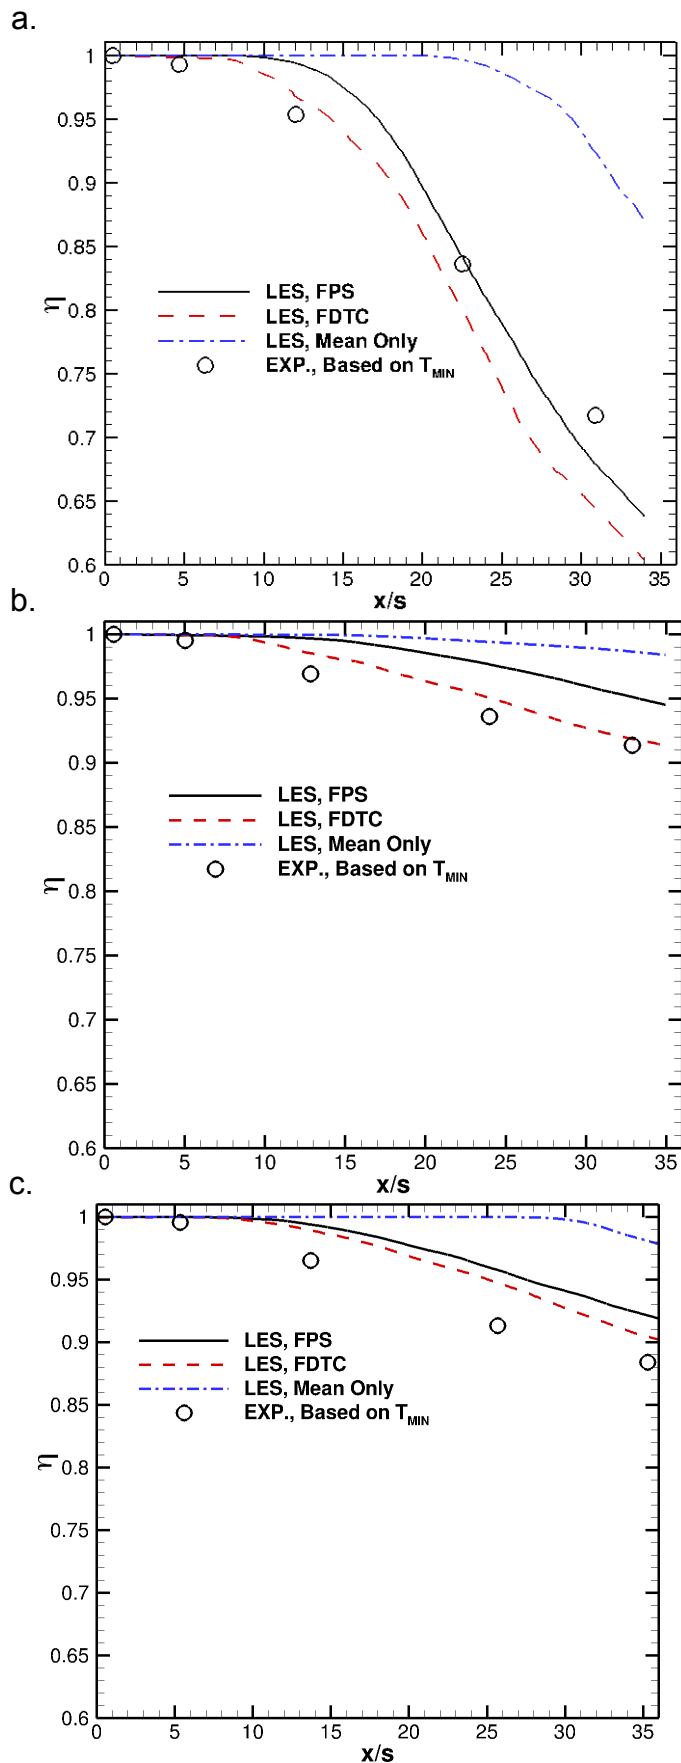 a.
1
0.95
0.9
0.85
0.8
0.75
0.7
0.65
0.6
η
LES, FPS
LES, FDTC
LES, Mean Only
EXP., Based on T_MIN
0 5 10 15 20 25 30 35
x/s
b.
1
0.95
0.9
0.85
0.8
0.75
0.7
0.65
0.6
η
LES, FPS
LES, FDTC
LES, Mean Only
EXP., Based on T_MIN
0 5 10 15 20 25 30 35
x/s
c.
1
0.95
0.9
0.85
0.8
0.75
0.7
0.65
0.6
η
LES, FPS
LES, FDTC
LES, Mean Only
EXP., Based on T_MIN
0 5 10 15 20 25 30 35
x/s